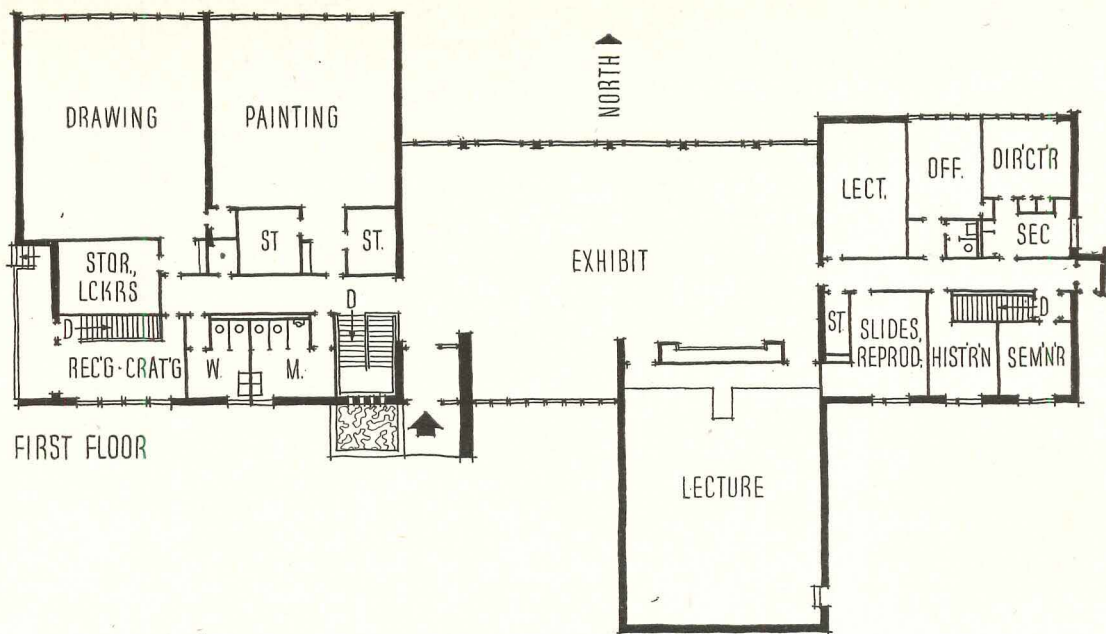 NORTH
DRAWING
PAINTING
LECT.
OFF.
DIR'CT'R
ST
ST.
SEC
STOR.,
LCKRS
EXHIBIT
D
D
D
ST.
SLIDES,
REPROD.
HIST'R'N
SEM'N'R
REC'G-CRAT'G
W.
M.
FIRST FLOOR
LECTURE